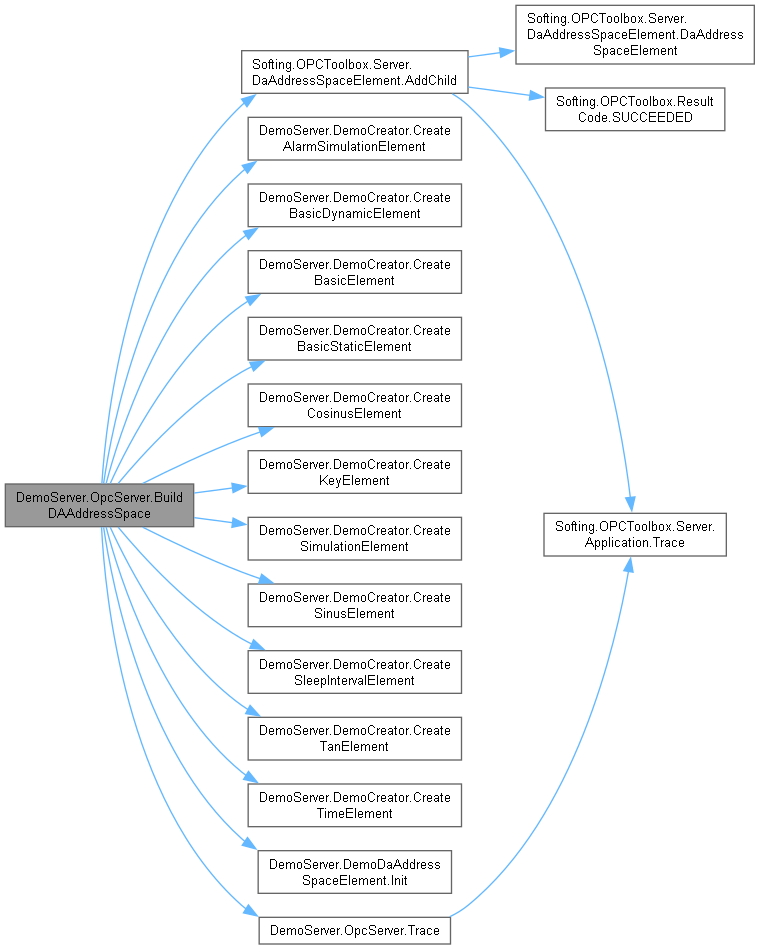 DemoServer.OpcServer.Build
DAAddressSpace
Softing.OPCToolbox.Server.
DaAddressSpaceElement.AddChild
DemoServer.DemoCreator.Create
AlarmSimulationElement
DemoServer.DemoCreator.Create
BasicDynamicElement
DemoServer.DemoCreator.Create
BasicElement
DemoServer.DemoCreator.Create
BasicStaticElement
DemoServer.DemoCreator.Create
CosinusElement
DemoServer.DemoCreator.Create
KeyElement
DemoServer.DemoCreator.Create
SimulationElement
DemoServer.DemoCreator.Create
SinusElement
DemoServer.DemoCreator.Create
SleepIntervalElement
DemoServer.DemoCreator.Create
TanElement
DemoServer.DemoCreator.Create
TimeElement
DemoServer.DemoDaAddress
SpaceElement.Init
DemoServer.OpcServer.Trace
Softing.OPCToolbox.Server.
DaAddressSpaceElement.DaAddress
SpaceElement
Softing.OPCToolbox.Result
Code.SUCCEEDED
Softing.OPCToolbox.Server.
Application.Trace